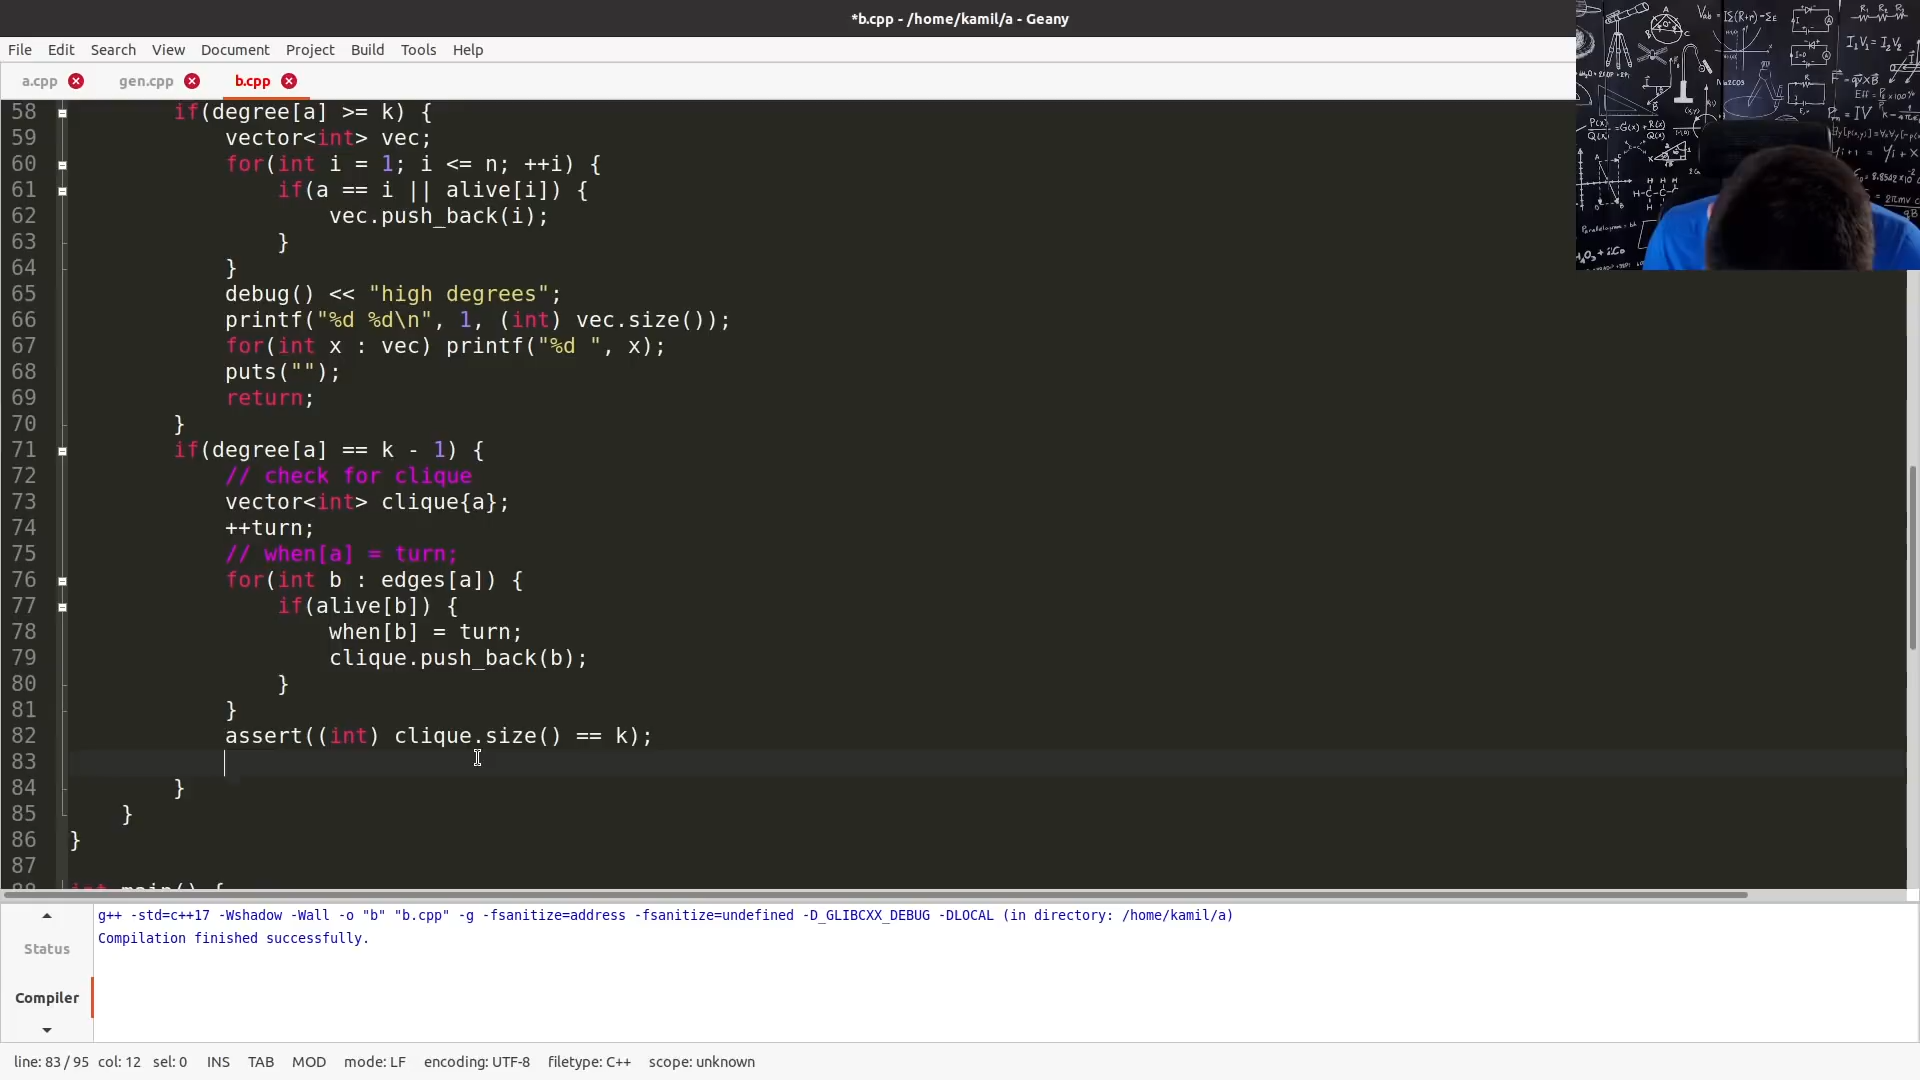 *b.cpp - /home/kamil/a - Geany
File Edit Search View Document Project Build Tools Help
a.cpp gen.cpp b.cpp
58 if(degree[a] >= k) {
59 vector<int> vec;
60 for(int i = 1; i <= n; ++i) {
61 if(a == i || alive[i]) {
62 vec.push_back(i);
63 }
64 }
65 debug() << "high degrees";
66 printf("%d %d\n", 1, (int) vec.size());
67 for(int x : vec) printf("%d ", x);
68 puts("");
69 return;
70 }
71 if(degree[a] == k - 1) {
72 // check for clique
73 vector<int> clique{a};
74 ++turn;
75 // when[a] = turn;
76 for(int b : edges[a]) {
77 if(alive[b]) {
78 when[b] = turn;
79 clique.push_back(b);
80 }
81 }
82 assert((int) clique.size() == k);
83
84 }
85 }
86 }
87
88 int main() {
Status
Compiler
g++ -std=c++17 -Wshadow -Wall -o "b" "b.cpp" -g -fsanitize=address -fsanitize=undefined -D_GLIBCXX_DEBUG -DLOCAL (in directory: /home/kamil/a)
Compilation finished successfully.
line: 83 / 95 col: 12 sel: 0 INS TAB MOD mode: LF encoding: UTF-8 filetype: C++ scope: unknown